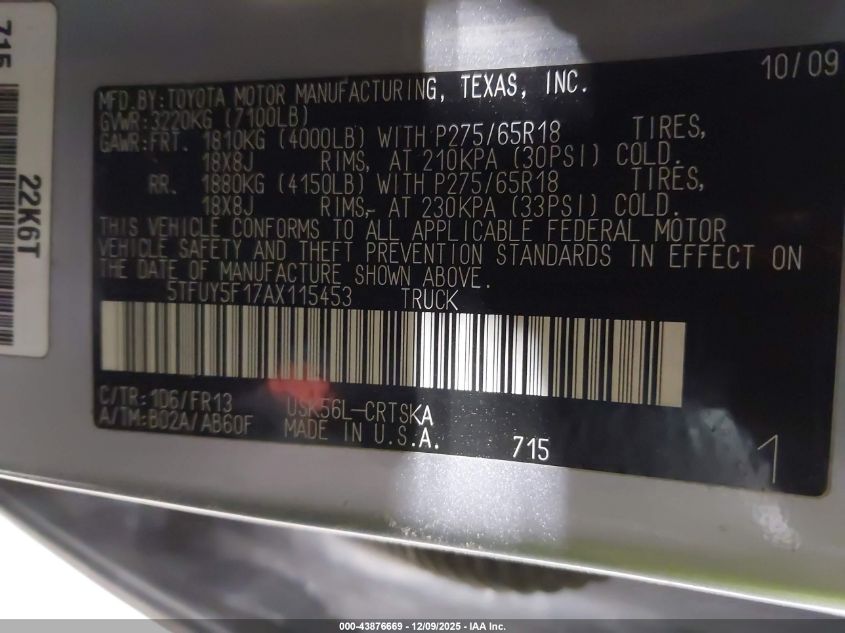 715
22K6T
10/09
MFD.BY:TOYOTA MOTOR MANUFACTURING, TEXAS, INC.
GVWR:3220KG (7100LB)
GAWR:FRT. 1810KG (4000LB) WITH P275/65R18 TIRES,
18X8J RIMS, AT 210KPA (30PSI) COLD.
RR. 1880KG (4150LB) WITH P275/65R18 TIRES,
18X8J RIMS, AT 230KPA (33PSI) COLD.
THIS VEHICLE CONFORMS TO ALL APPLICABLE FEDERAL MOTOR
VEHICLE SAFETY AND THEFT PREVENTION STANDARDS IN EFFECT ON
THE DATE OF MANUFACTURE SHOWN ABOVE.
5TFUY5F17AX115453 TRUCK
C/TR:1D6/FR13 USK56L-CRTSKA
A/TM:B02A/AB60F MADE IN U.S.A. 715
1
000-43876669 - 12/09/2025 - IAA Inc.